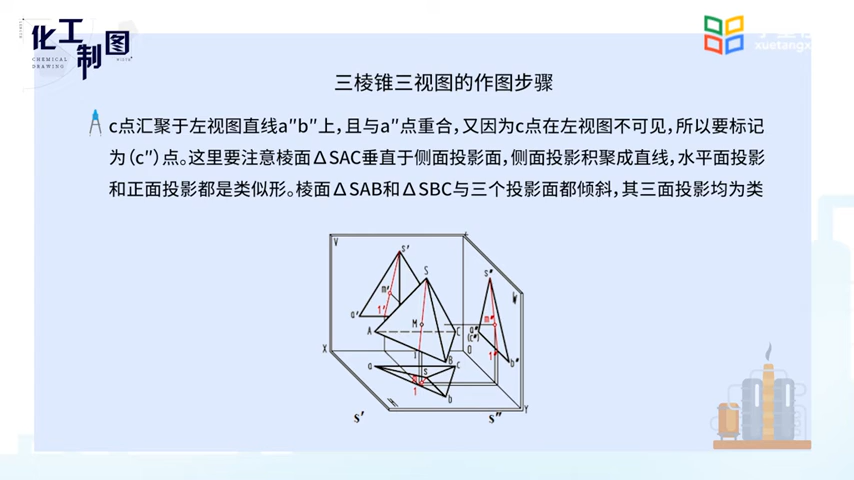 化工制图
CHEMICAL
DRAWING
xuetangx
三棱锥三视图的作图步骤
c点汇聚于左视图直线a″b″上，且与a″点重合，又因为c点在左视图不可见，所以要标记
为（c″）点。这里要注意棱面ΔSAC垂直于侧面投影面，侧面投影积聚成直线，水平面投影
和正面投影都是类似形。棱面ΔSAB和ΔSBC与三个投影面都倾斜，其三面投影均为类
V
s′
S
s″
W
m′
a′
1′
M
m″
A
C
a″
(c″)
X
O
1″
b″
B
a
s
c
1
b
Y
s′
s″